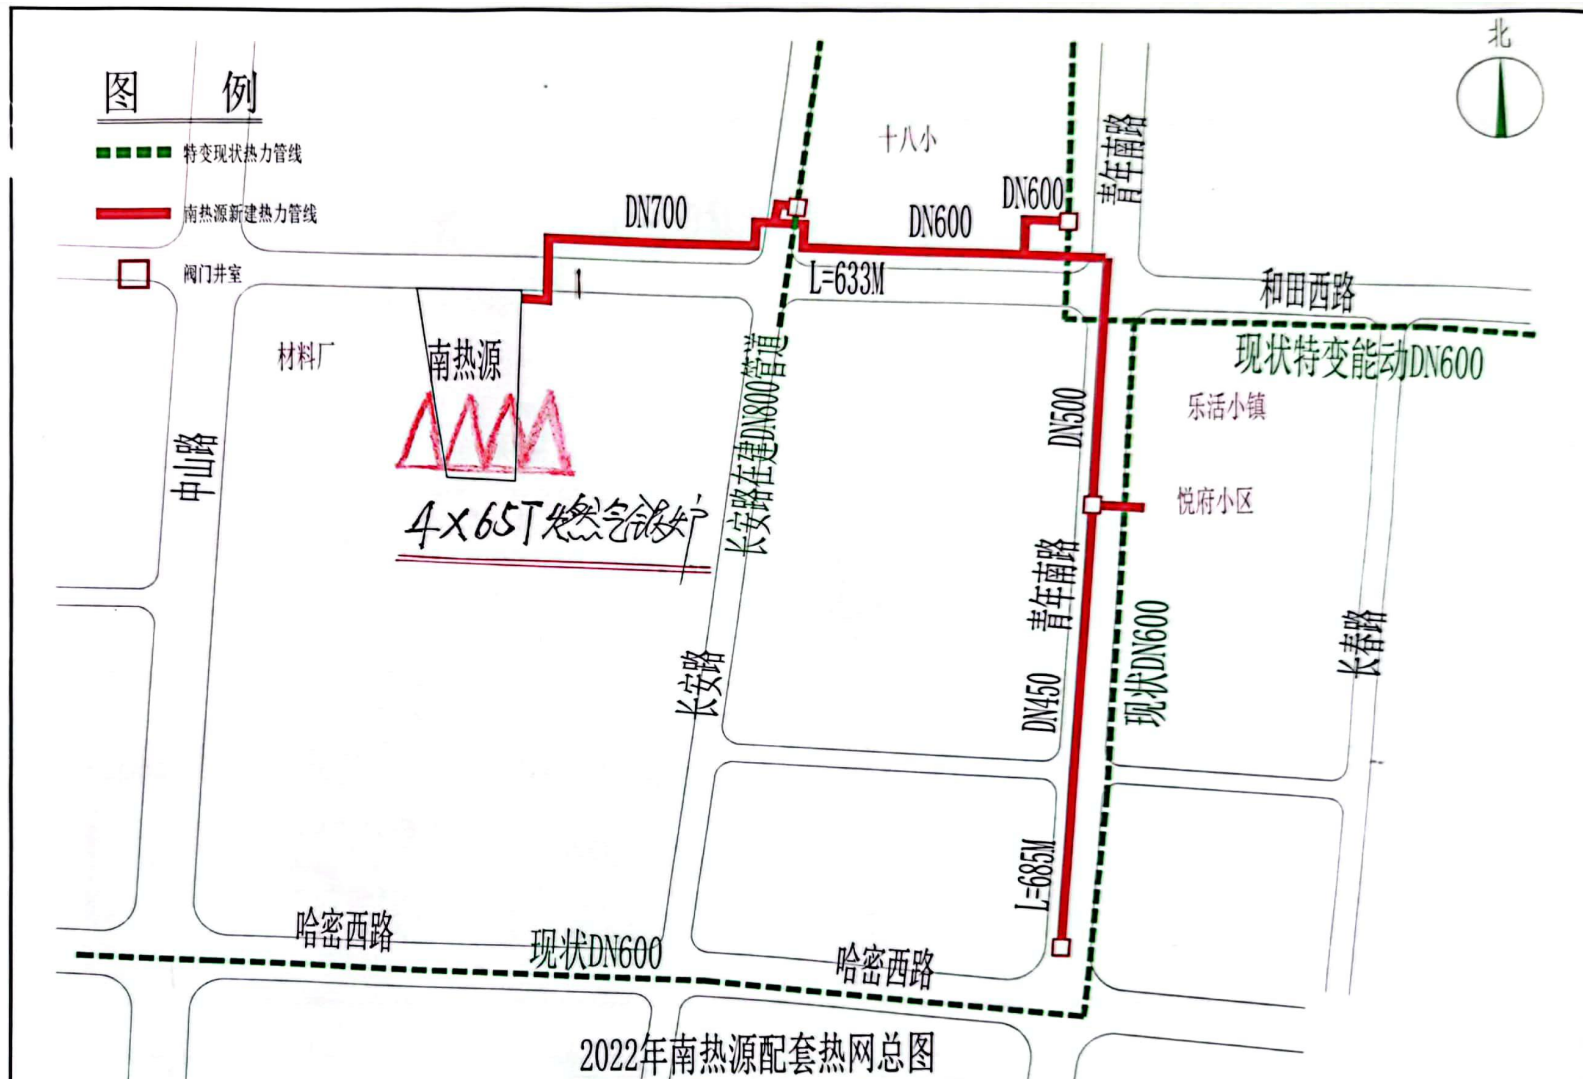 北
图 例
特变现状热力管线
南热源新建热力管线
阀门井室
十八小
青年南路
DN700
DN600
DN600
L=633M
和田西路
现状特变能动DN600
材料厂
南热源
4×65T燃气锅炉
中山路
长安路在建DN800管道
长安路
DN500
乐活小镇
悦府小区
青年南路
现状DN600
DN450
长春路
L=685M
哈密西路
现状DN600
哈密西路
2022年南热源配套热网总图